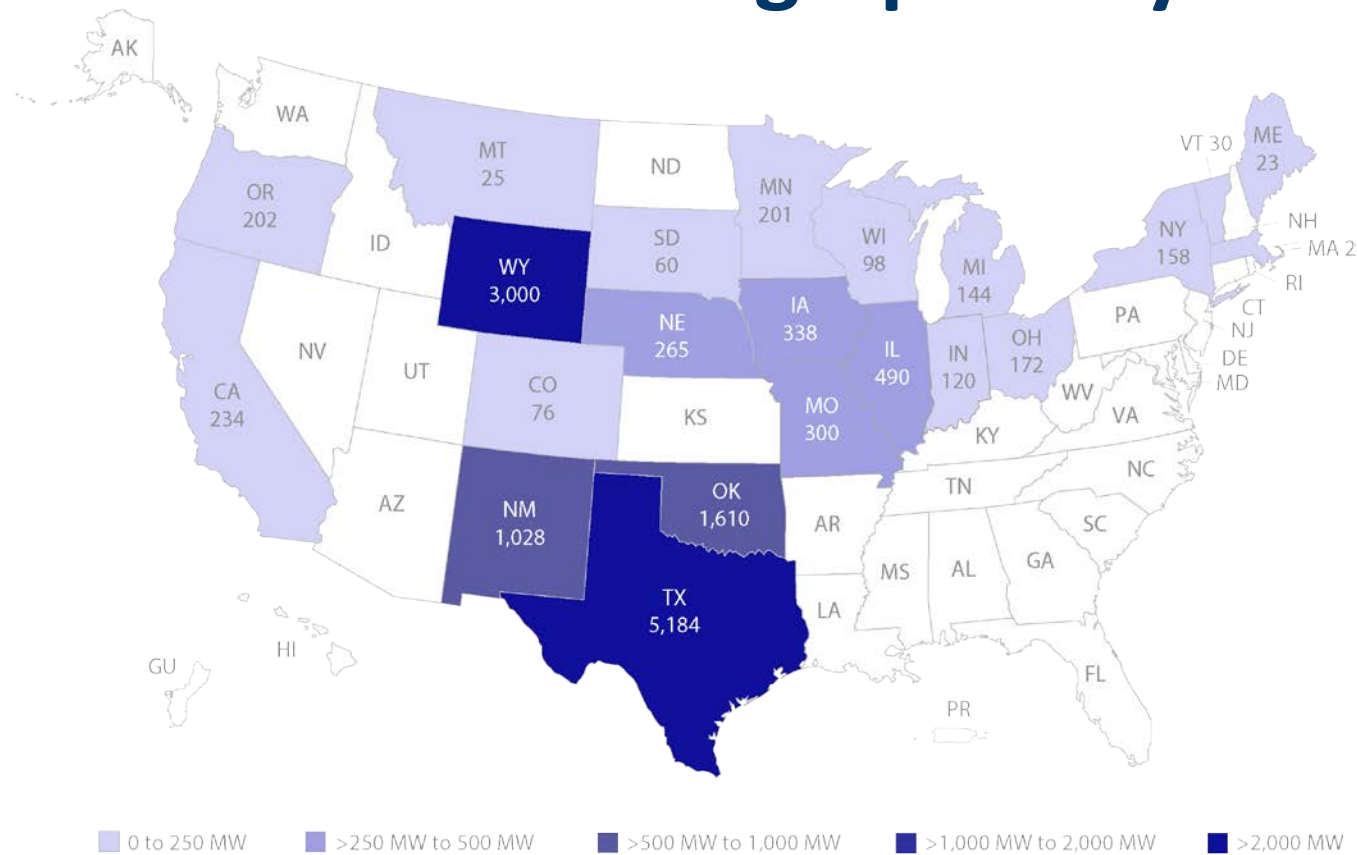 AK
WA
MT
25
ND
MN
201
VT 30
ME
23
OR
202
ID
SD
60
WI
98
NY
158
NH
MA 2
WY
3,000
MI
144
RI
CT
NE
265
IA
338
PA
NJ
NV
UT
CO
76
IL
490
IN
120
OH
172
DE
MD
CA
234
KS
MO
300
WV
VA
KY
AZ
NM
1,028
OK
1,610
AR
TN
NC
SC
MS
AL
GA
TX
5,184
LA
HI
GU
FL
PR
0 to 250 MW
>250 MW to 500 MW
>500 MW to 1,000 MW
>1,000 MW to 2,000 MW
>2,000 MW